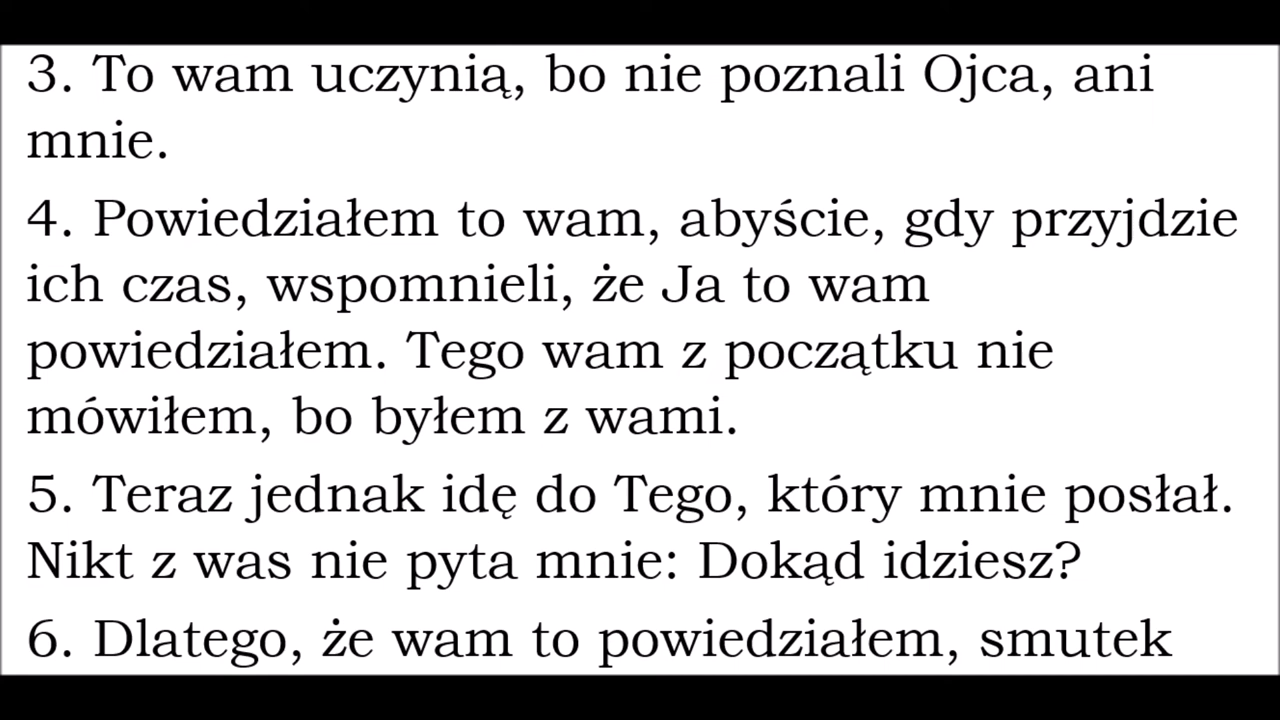 3. To wam uczynią, bo nie poznali Ojca, ani
mnie.
4. Powiedziałem to wam, abyście, gdy przyjdzie
ich czas, wspomnieli, że Ja to wam
powiedziałem. Tego wam z początku nie
mówiłem, bo byłem z wami.
5. Teraz jednak idę do Tego, który mnie posłał.
Nikt z was nie pyta mnie: Dokąd idziesz?
6. Dlatego, że wam to powiedziałem, smutek